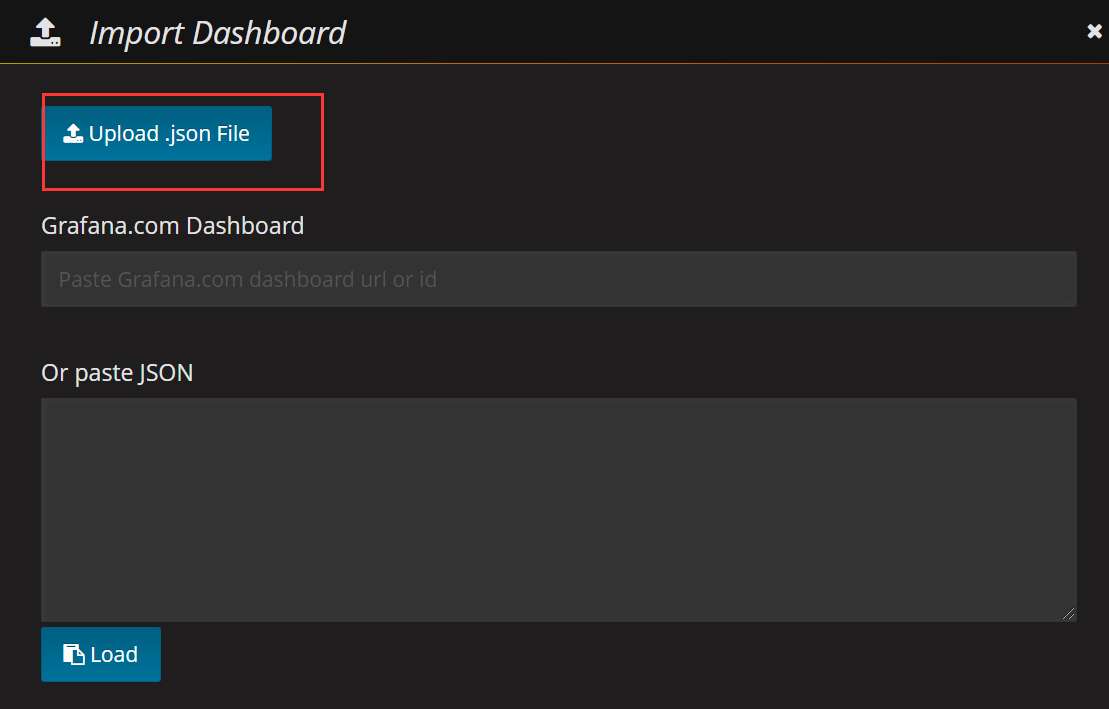 Import Dashboard
Upload .json File
Grafana.com Dashboard
Paste Grafana.com dashboard url or id
Or paste JSON
Load